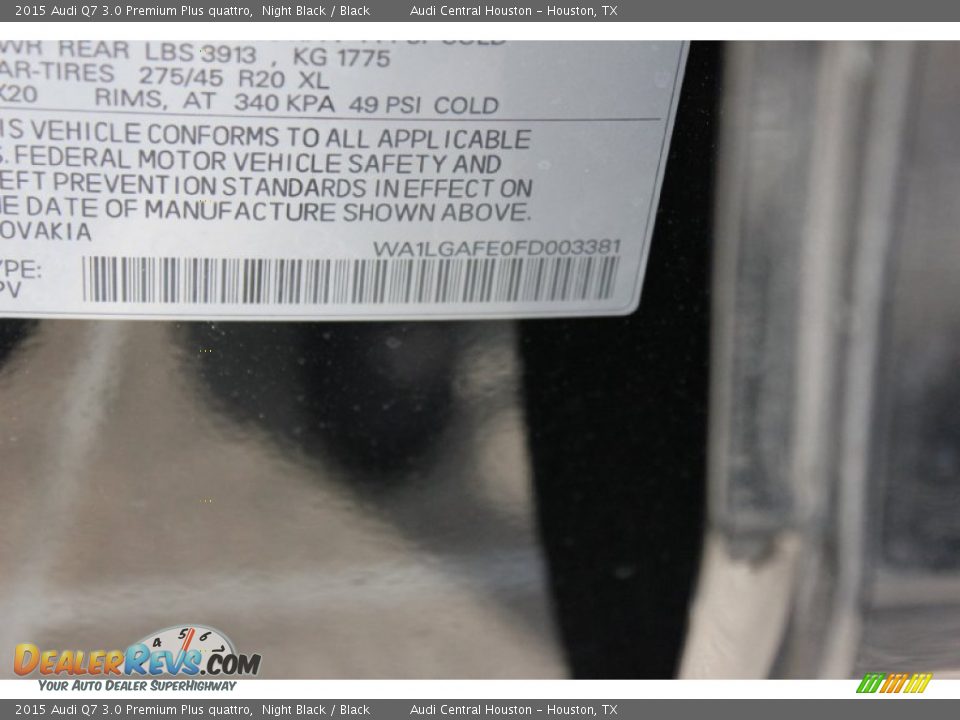 2015 Audi Q7 3.0 Premium Plus quattro, Night Black / Black Audi Central Houston - Houston, TX
WR REAR LBS 3913 , KG 1775
AR-TIRES 275/45 R20 XL
X20 RIMS, AT 340 KPA 49 PSI COLD
IS VEHICLE CONFORMS TO ALL APPLICABLE
S. FEDERAL MOTOR VEHICLE SAFETY AND
EFT PREVENTION STANDARDS IN EFFECT ON
E DATE OF MANUFACTURE SHOWN ABOVE.
OVAKIA
WA1LGAFE0FD003381
YPE:
PV
4 5 6
DEALERREVS.COM
YOUR AUTO DEALER SUPERHIGHWAY
2015 Audi Q7 3.0 Premium Plus quattro, Night Black / Black Audi Central Houston - Houston, TX